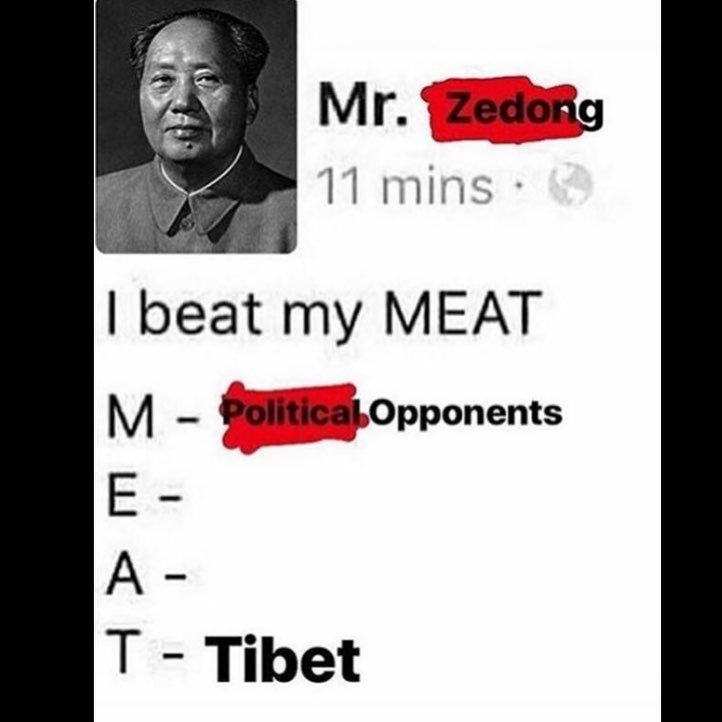 Mr. Zedong
11 mins ·
I beat my MEAT
M - Political Opponents
E -
A -
T - Tibet